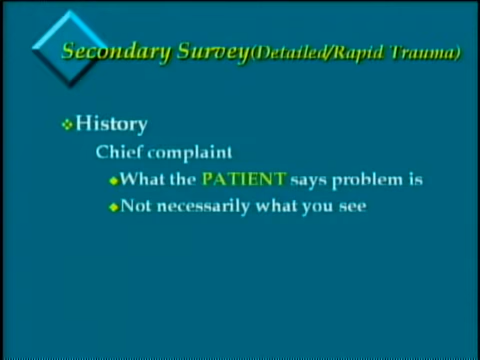 Secondary Survey(Detailed/Rapid Trauma)
History
Chief complaint
What the PATIENT says problem is
Not necessarily what you see